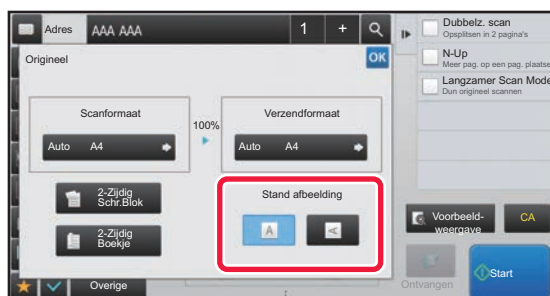 Adres
AAA AAA
1
+
Origineel
OK
Scanformaat
100%
Verzendformaat
Auto A4
Auto A4
2-Zijdig
Schr.Blok
2-Zijdig
Boekje
Stand afbeelding
A
A
Overige
Dubbelz. scan
Opsplitsen in 2 pagina's
N-Up
Meer pag. op een pag. plaatse
Langzamer Scan Mode
Dun origineel scannen
Voorbeeld-
weergave
CA
Ontvangen
Start